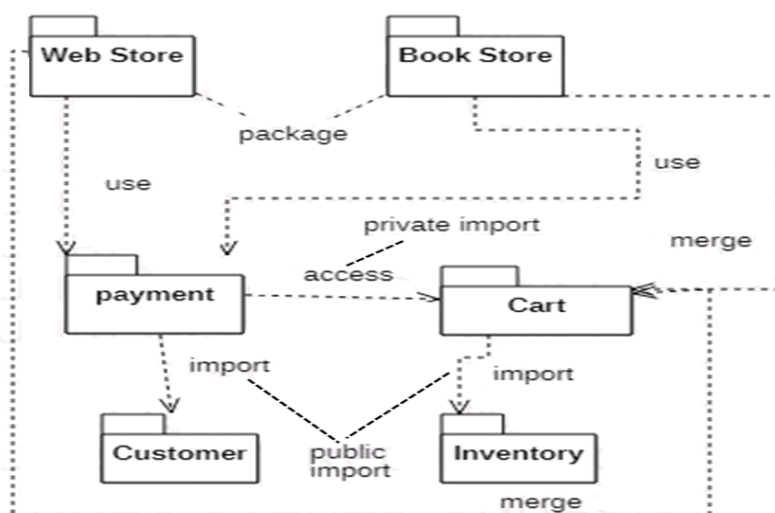 Web Store
Book Store
package
use
use
private import
merge
access
payment
Cart
import
import
public
import
Customer
Inventory
merge